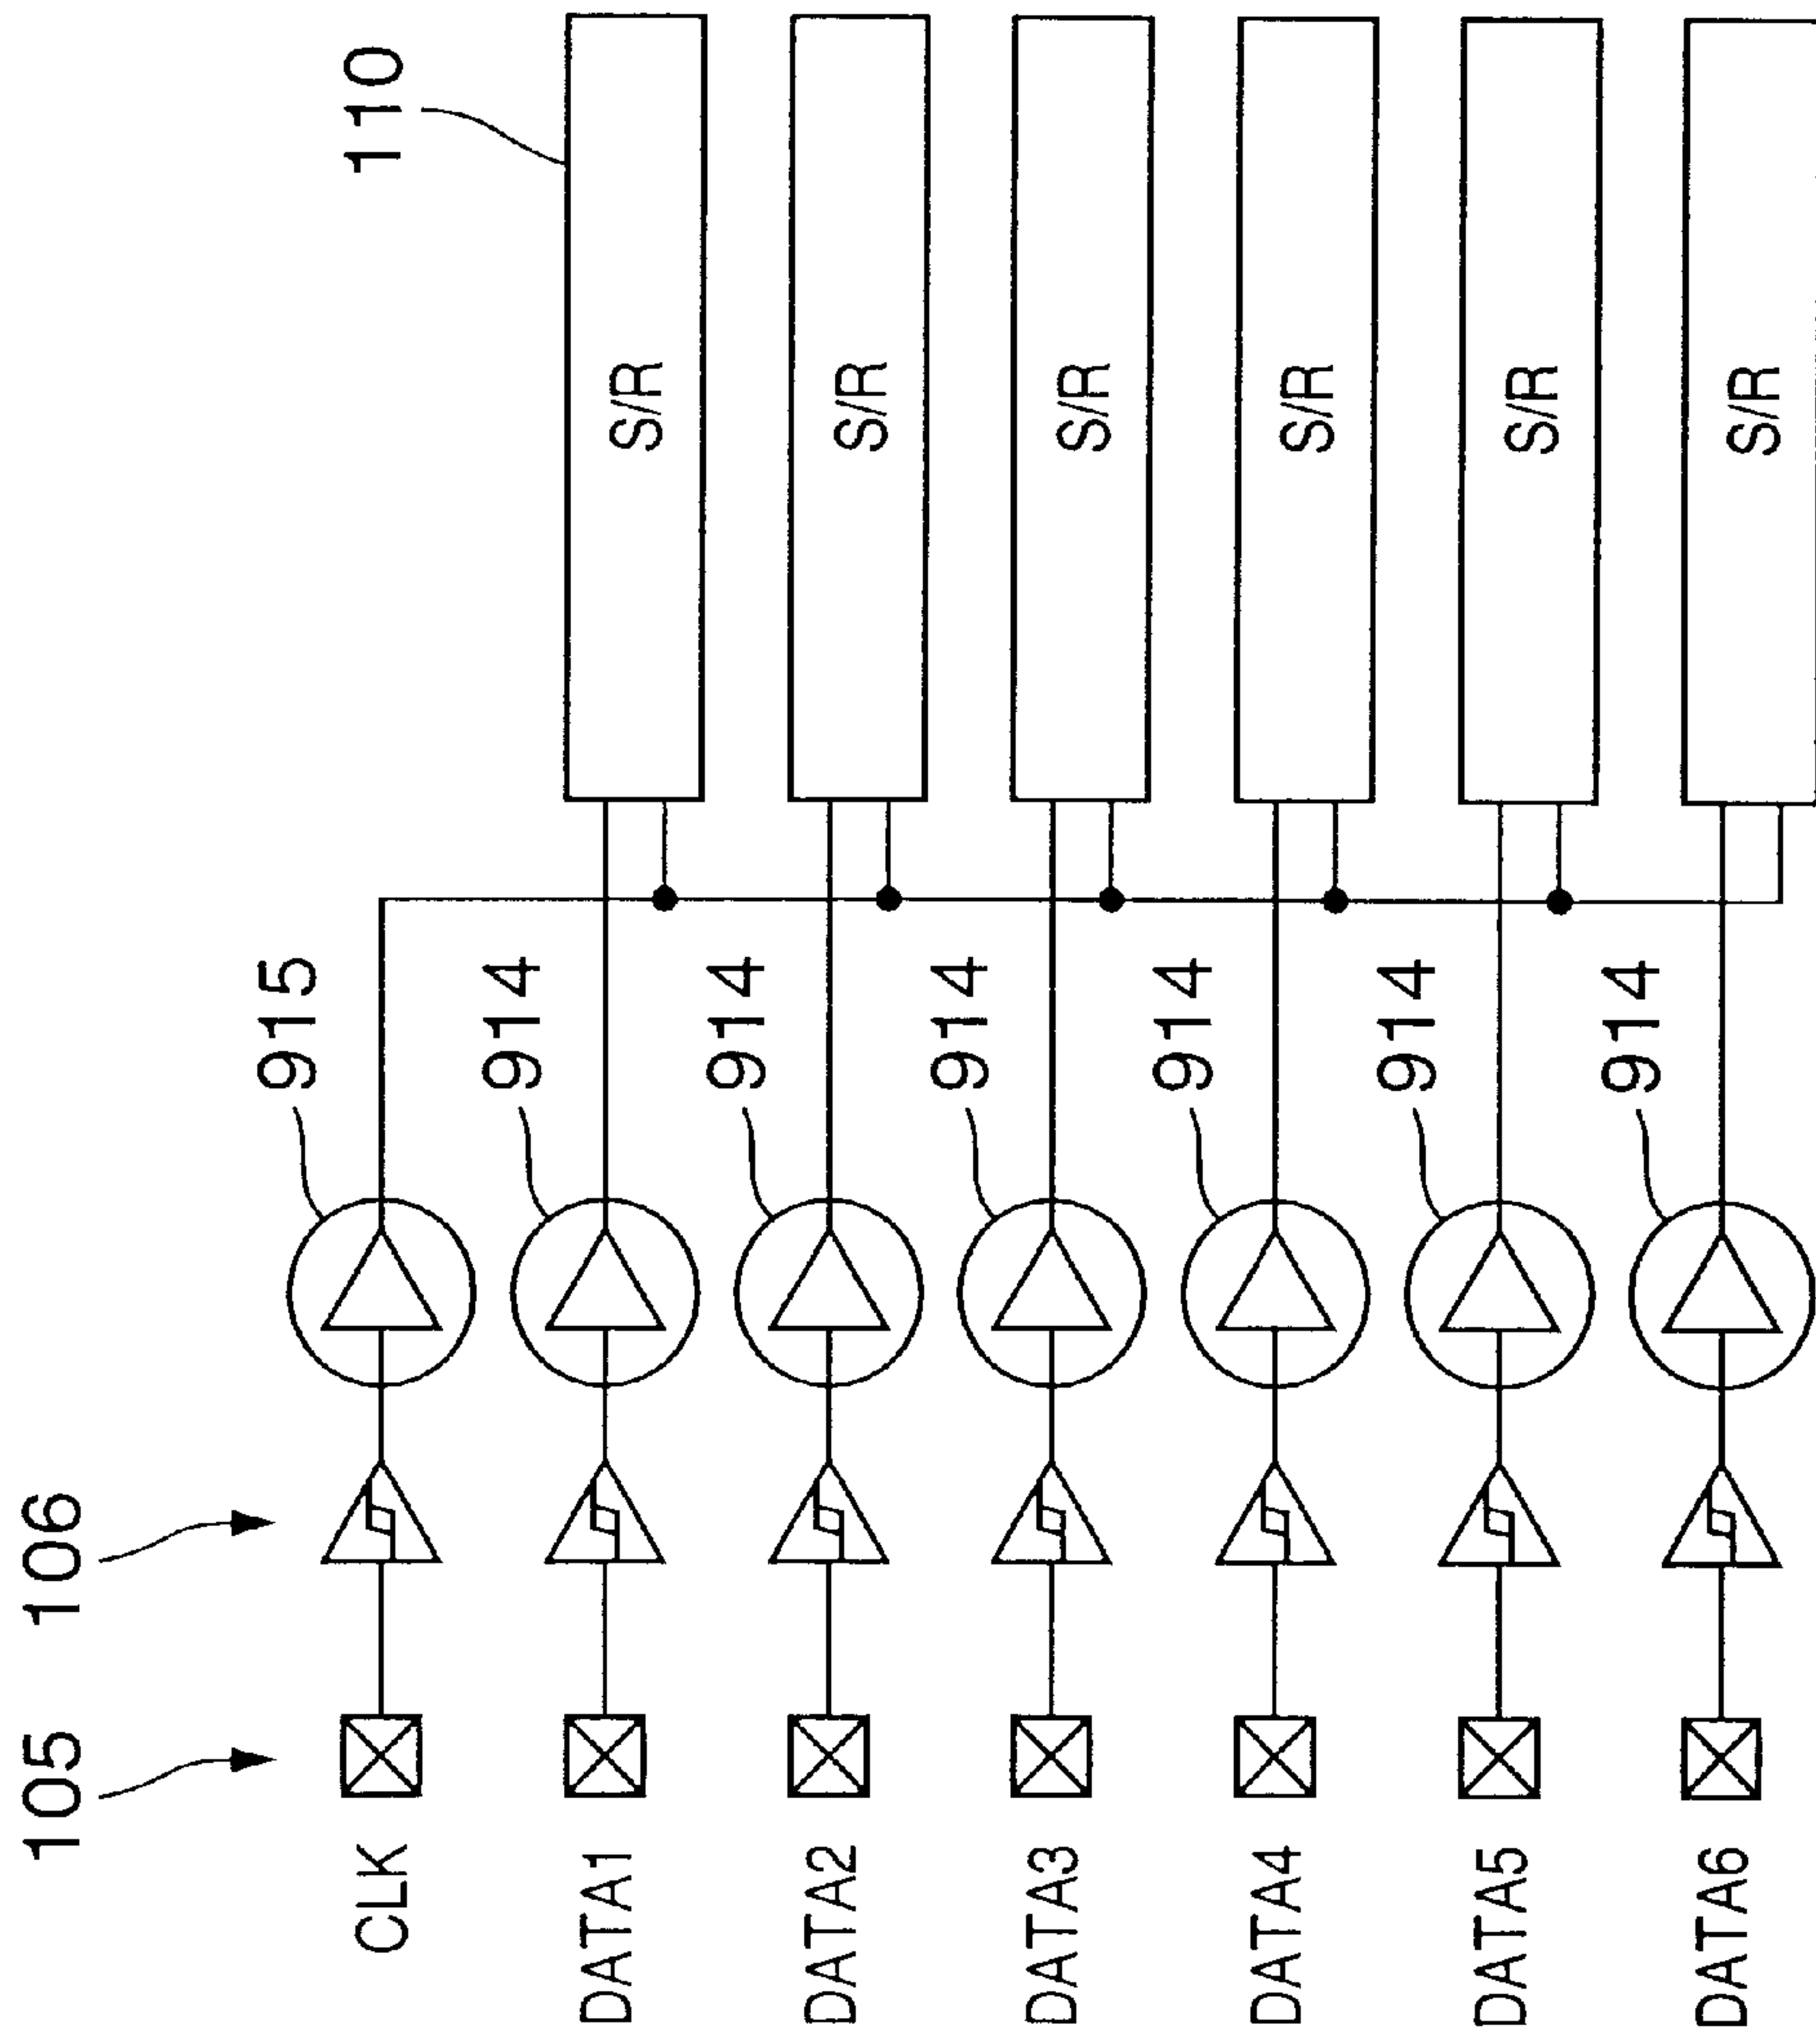 105
106
110
CLK
915
DATA1
914
S/R
DATA2
914
S/R
DATA3
914
S/R
DATA4
914
S/R
DATA5
914
S/R
DATA6
914
S/R